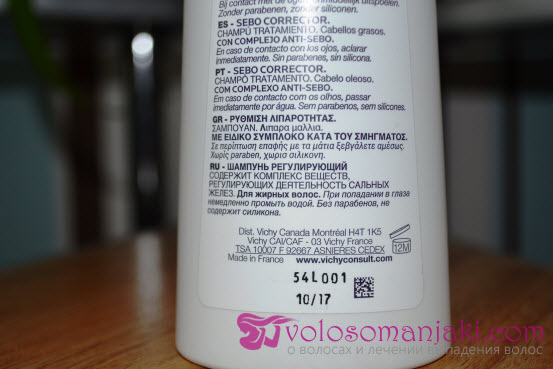 Bij contact met de ogen onmiddellijk uitspoelen.
Zonder parabenen, zonder siliconen.
ES - SEBO CORRECTOR.
CHAMPÚ TRATAMIENTO. Cabellos grasos.
CON COMPLEJO ANTI-SEBO.
En caso de contacto con los ojos, aclarar
inmediatamente. Sin parabenes, sin silicona.
PT - SEBO CORRECTOR.
CHAMPÔ TRATAMENTO. Cabelo oleoso.
COM COMPLEXO ANTI-SEBO.
Em caso de contacto com os olhos, passar
imediatamente por água. Sem parabenes, sem silicones.
GR - ΡΥΘΜΙΣΗ ΛΙΠΑΡΟΤΗΤΑΣ.
ΣΑΜΠΟΥΑΝ. Λιπαρα μαλλια.
ΜΕ ΕΙΔΙΚΟ ΣΥΜΠΛΟΚΟ ΚΑΤΑ ΤΟΥ ΣΜΗΓΜΑΤΟΣ.
Σε περίπτωση επαφής με τα μάτια ξεβγάλετε αμέσως.
Χωρίς paraben, χωρισ σιλικονη.
RU - ШАМПУНЬ РЕГУЛИРУЮЩИЙ
СОДЕРЖИТ КОМПЛЕКС ВЕЩЕСТВ,
РЕГУЛИРУЮЩИХ ДЕЯТЕЛЬНОСТЬ САЛЬНЫХ
ЖЕЛЕЗ. Для жирных волос. При попадании в глаза
немедленно промыть водой. Без парабенов, не
содержит силикона.
Dist. Vichy Canada Montréal H4T 1K5
Vichy CAI/CAF - 03 Vichy France
TSA 10007 F 92667 ASNIERES CEDEX
Made in France www.vichyconsult.com
12M
54L001
10/17
volosomanjaki.com
о волосах и лечении выпадения волос